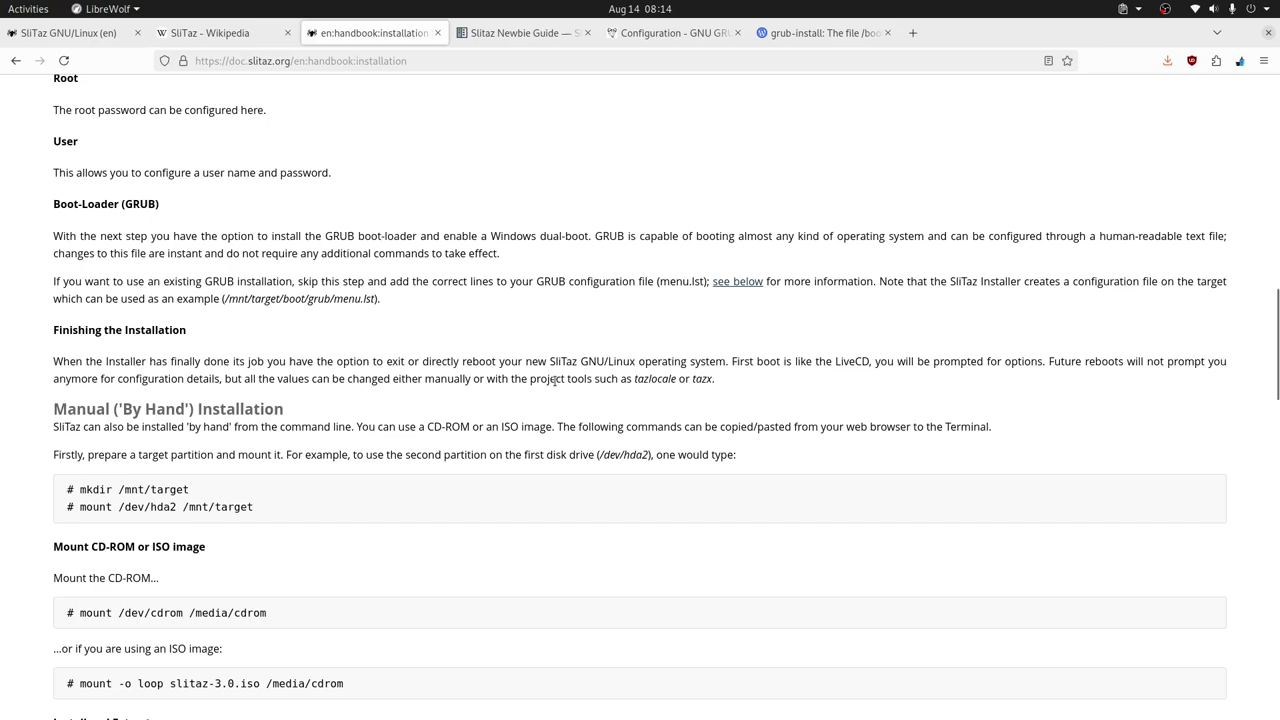 Activities LibreWolf Aug 14 08:14
SliTaz GNU/Linux (en) SliTaz - Wikipedia en:handbook:installation Slitaz Newbie Guide — S Configuration - GNU GR grub-install: The file /boo
https://doc.slitaz.org/en:handbook:installation
Root
The root password can be configured here.
User
This allows you to configure a user name and password.
Boot-Loader (GRUB)
With the next step you have the option to install the GRUB boot-loader and enable a Windows dual-boot. GRUB is capable of booting almost any kind of operating system and can be configured through a human-readable text file;
changes to this file are instant and do not require any additional commands to take effect.
If you want to use an existing GRUB installation, skip this step and add the correct lines to your GRUB configuration file (menu.lst); see below for more information. Note that the SliTaz Installer creates a configuration file on the target
which can be used as an example (/mnt/target/boot/grub/menu.lst).
Finishing the Installation
When the Installer has finally done its job you have the option to exit or directly reboot your new SliTaz GNU/Linux operating system. First boot is like the LiveCD, you will be prompted for options. Future reboots will not prompt you
anymore for configuration details, but all the values can be changed either manually or with the project tools such as tazlocale or tazx.
Manual ('By Hand') Installation
SliTaz can also be installed 'by hand' from the command line. You can use a CD-ROM or an ISO image. The following commands can be copied/pasted from your web browser to the Terminal.
Firstly, prepare a target partition and mount it. For example, to use the second partition on the first disk drive (/dev/hda2), one would type:
# mkdir /mnt/target
# mount /dev/hda2 /mnt/target
Mount CD-ROM or ISO image
Mount the CD-ROM...
# mount /dev/cdrom /media/cdrom
...or if you are using an ISO image:
# mount -o loop slitaz-3.0.iso /media/cdrom